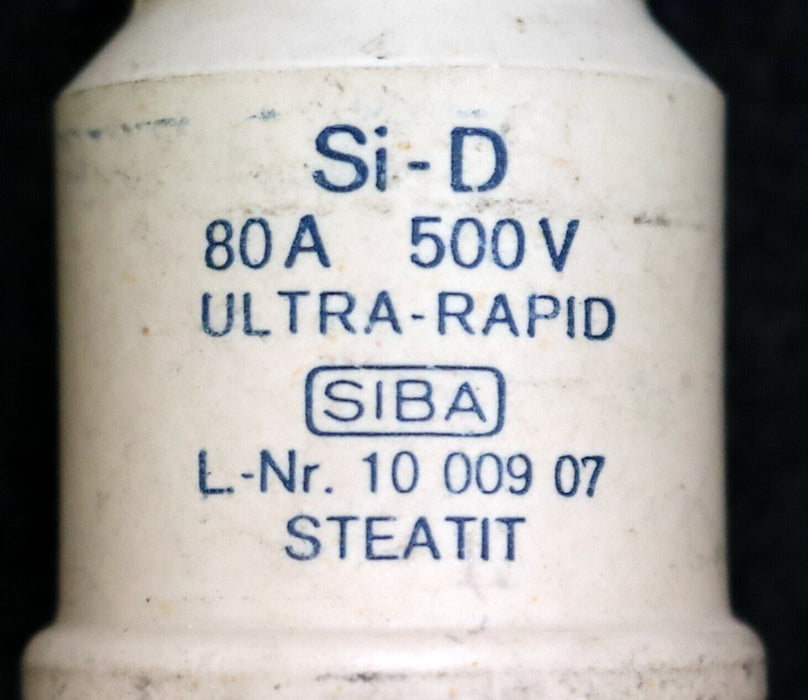 Si-D
80A 500V
ULTRA-RAPID
SIBA
L.-Nr. 10 009 07
STEATIT